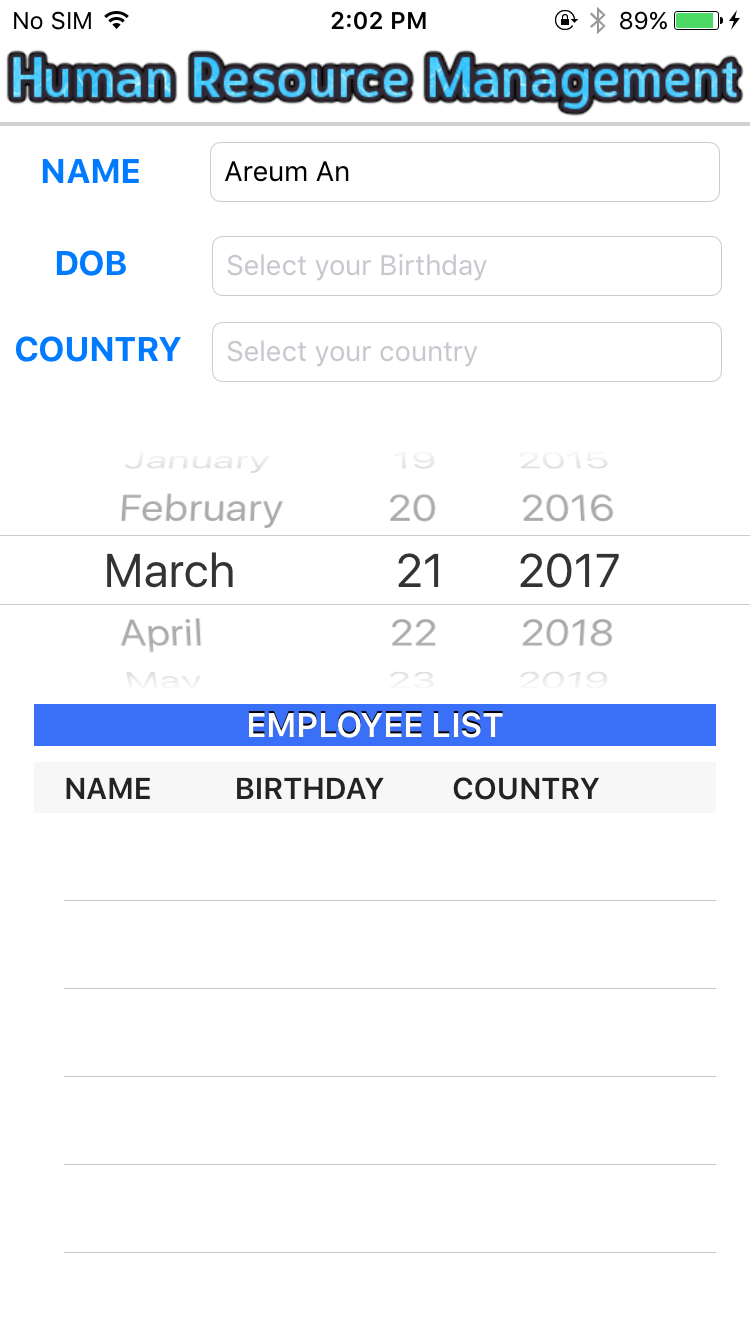 No SIM 2:02 PM 89%
Human Resource Management
NAME Areum An
DOB Select your Birthday
COUNTRY Select your country
January 19 2015
February 20 2016
March 21 2017
April 22 2018
May 23 2019
EMPLOYEE LIST
NAME BIRTHDAY COUNTRY